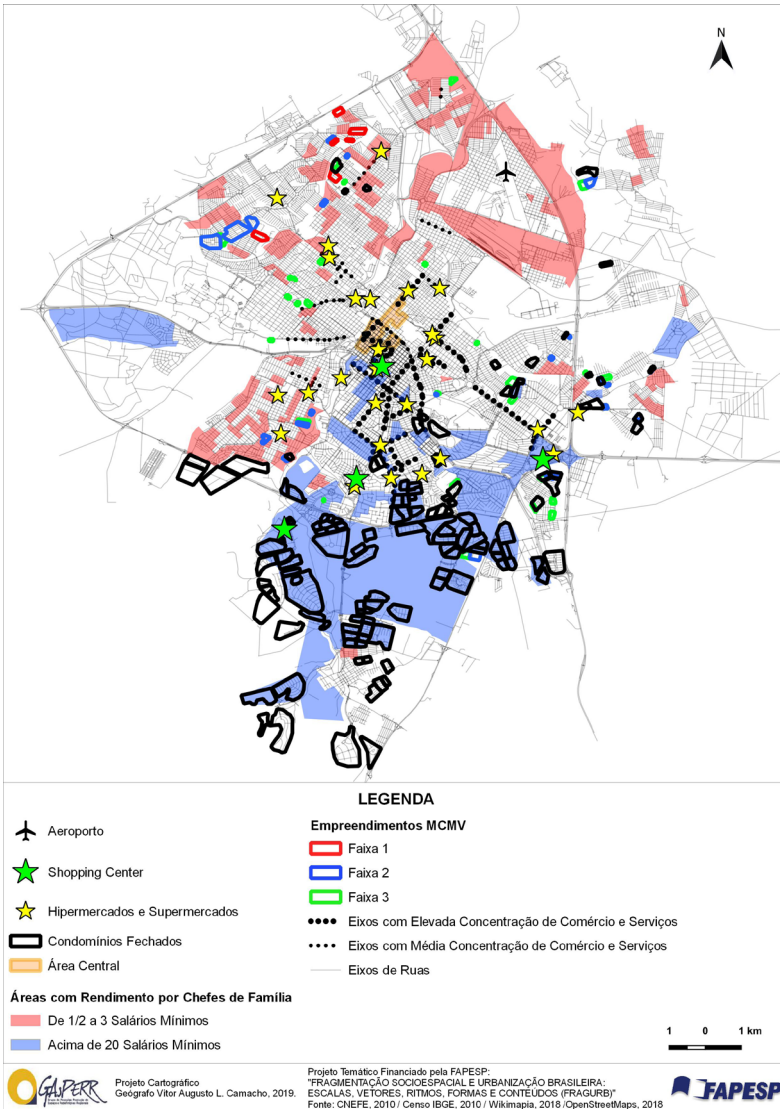 N
LEGENDA
Aeroporto
Shopping Center
Hipermercados e Supermercados
Condomínios Fechados
Área Central
Áreas com Rendimento por Chefes de Família
De 1/2 a 3 Salários Mínimos
Acima de 20 Salários Mínimos
Empreendimentos MCMV
Faixa 1
Faixa 2
Faixa 3
Eixos com Elevada Concentração de Comércio e Serviços
Eixos com Média Concentração de Comércio e Serviços
Eixos de Ruas
1 0 1 km
GAsPERR
Projeto Cartográfico
Geógrafo Vitor Augusto L. Camacho, 2019.
Projeto Temático Financiado pela FAPESP:
"FRAGMENTAÇÃO SOCIOESPACIAL E URBANIZAÇÃO BRASILEIRA:
ESCALAS, VETORES, RITMOS, FORMAS E CONTEÚDOS (FRAGURB)"
Fonte: CNEFE, 2010 / Censo IBGE, 2010 / Wikimapia, 2018 /OpenStreetMaps, 2018
FAPESP